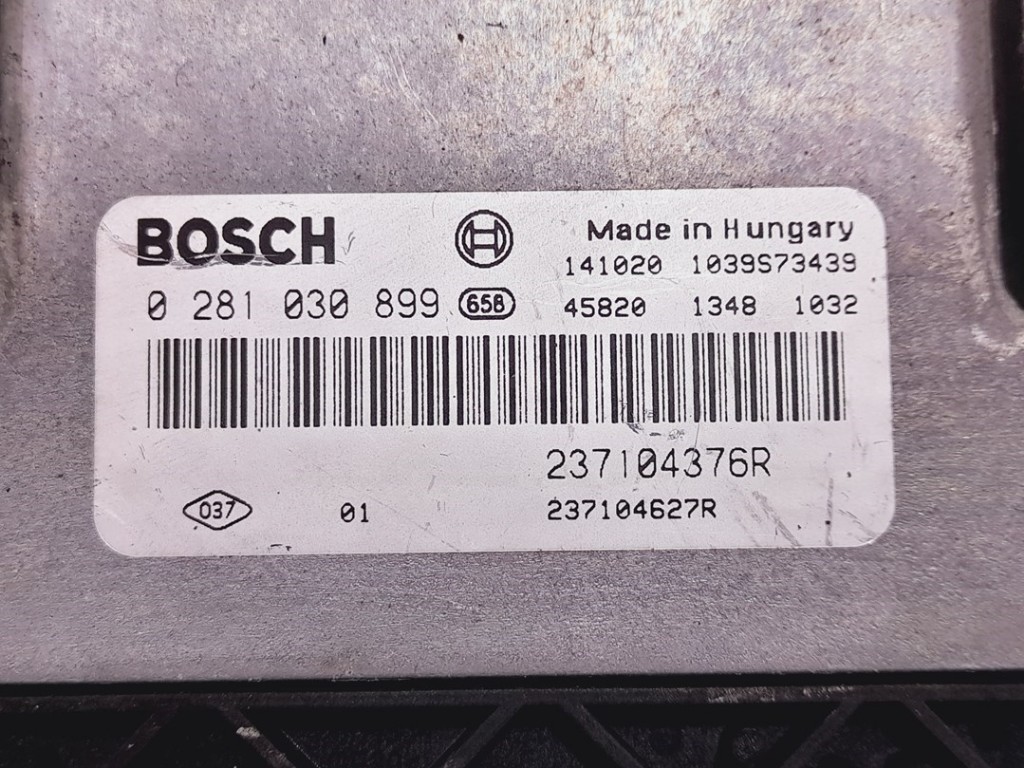 BOSCH
Made in Hungary
141020 1039S73439
0 281 030 899 658 45820 1348 1032
237104376R
037 01 237104627R